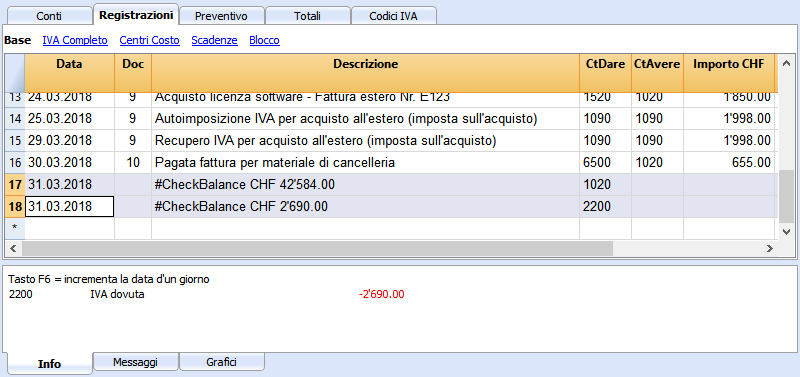 Conti Registrazioni Preventivo Totali Codici IVA
Base IVA Completo Centri Costo Scadenze Blocco
Data Doc Descrizione CtDare CtAvere Importo CHF
13 24.03.2018 9 Acquisto licenza software - Fattura estero Nr. E123 1520 1020 1'850.00
14 25.03.2018 9 Autoimposizione IVA per acquisto all'estero (imposta sull'acquisto) 1090 1090 1'998.00
15 29.03.2018 9 Recupero IVA per acquisto all'estero (imposta sull'acquisto) 1090 1090 1'998.00
16 30.03.2018 10 Pagata fattura per materiale di cancelleria 6500 1020 655.00
17 31.03.2018 #CheckBalance CHF 42'584.00 1020
18 31.03.2018 #CheckBalance CHF 2'690.00 2200
*
Tasto F6 = incrementa la data d'un giorno
2200 IVA dovuta -2'690.00
Info Messaggi Grafici